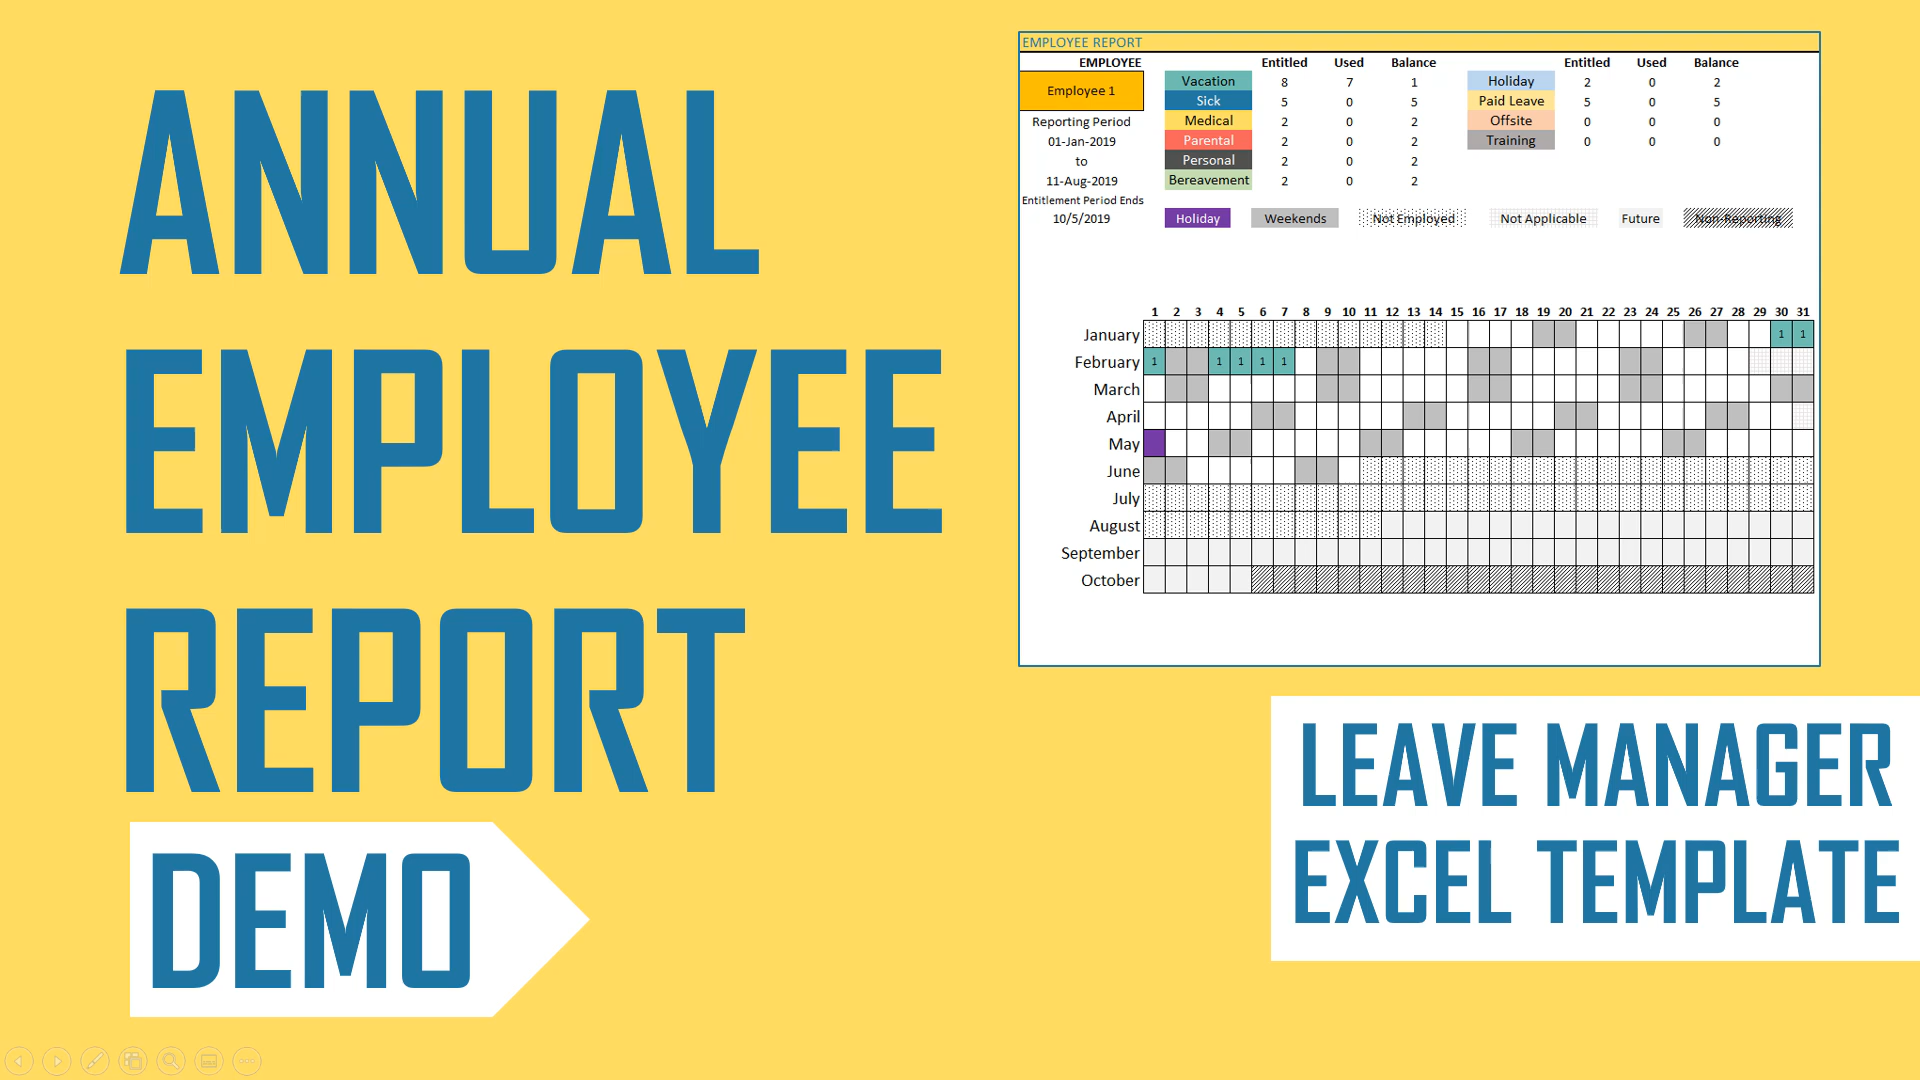 ANNUAL
EMPLOYEE
REPORT
DEMO
EMPLOYEE REPORT
EMPLOYEE Entitled Used Balance Entitled Used Balance
Employee 1
Vacation 8 7 1 Holiday 2 0 2
Sick 5 0 5 Paid Leave 5 0 5
Reporting Period Medical 2 0 2 Offsite 0 0 0
01-Jan-2019 Parental 2 0 2 Training 0 0 0
to Personal 2 0 2
11-Aug-2019 Bereavement 2 0 2
Entitlement Period Ends
10/5/2019 Holiday Weekends Not Employed Not Applicable Future Non-Reporting
1 2 3 4 5 6 7 8 9 10 11 12 13 14 15 16 17 18 19 20 21 22 23 24 25 26 27 28 29 30 31
January 1 1
February 1 1 1 1 1
March
April
May
June
July
August
September
October
LEAVE MANAGER
EXCEL TEMPLATE